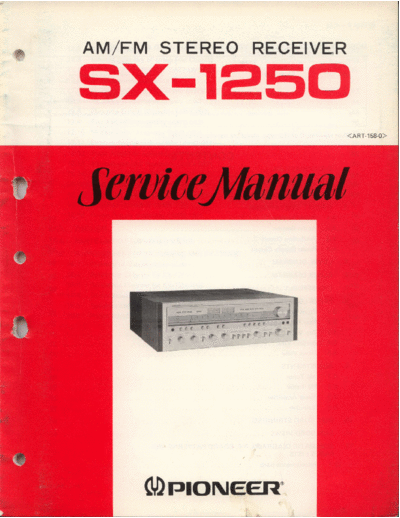 AM/FM STEREO RECEIVER
SX-1250
<ART-158-0>
Service Manual
PIONEER